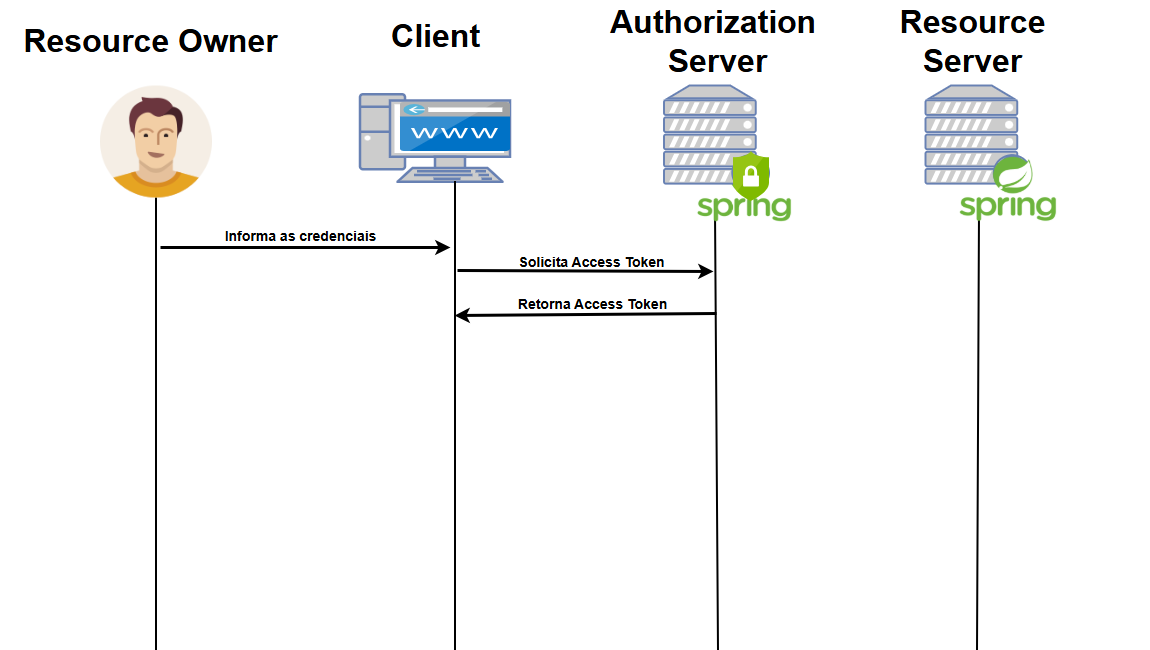 Resource Owner
Client
Authorization
Server
Resource
Server
www
spring
spring
Informa as credenciais
Solicita Access Token
Retorna Access Token